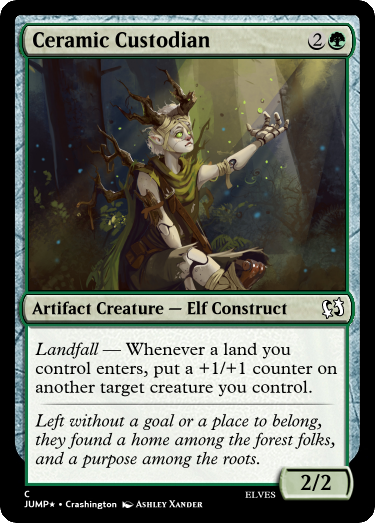 Ceramic Custodian 2
Artifact Creature — Elf Construct
Landfall — Whenever a land you
control enters, put a +1/+1 counter on
another target creature you control.
Left without a goal or a place to belong,
they found a home among the forest folks,
and a purpose among the roots.
2/2
C ELVES
JUMP★ • Crashington Ashley Xander